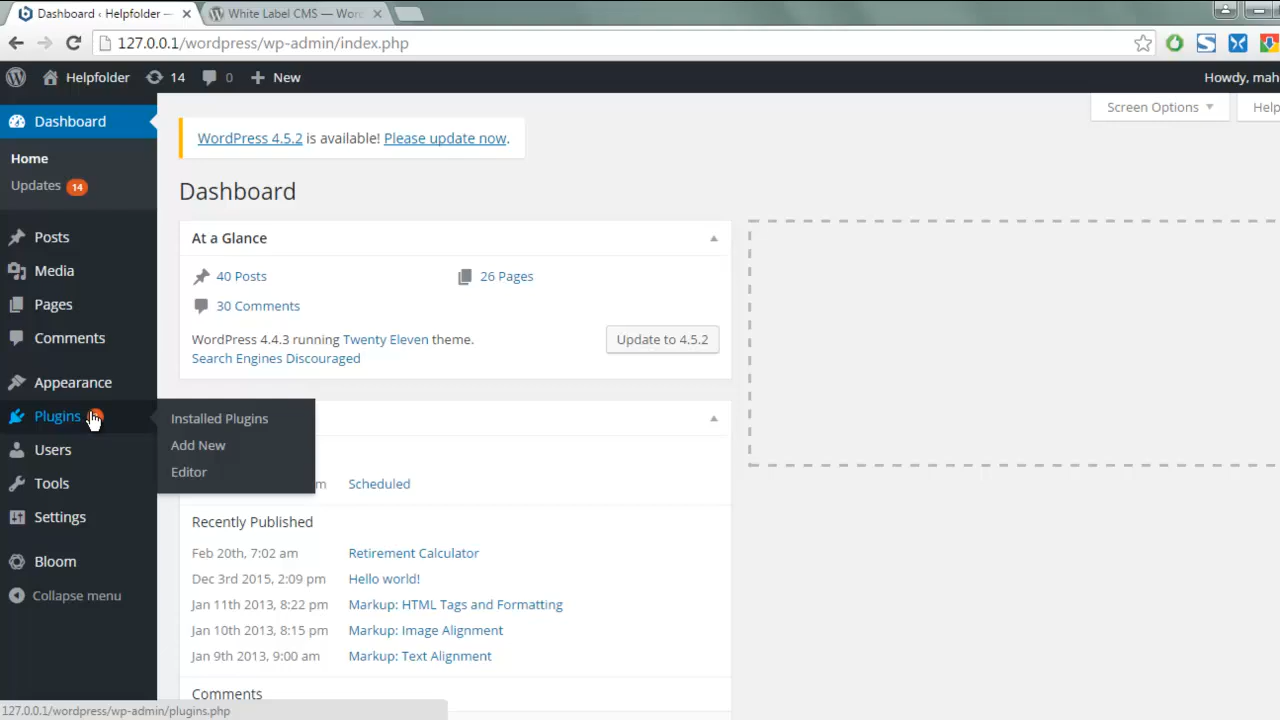 Dashboard ‹ Helpfolder —
White Label CMS — Wor
127.0.0.1/wordpress/wp-admin/index.php
Helpfolder 14 0 New
Howdy, mah
Screen Options
Help
Dashboard
Home
Updates 14
Posts
Media
Pages
Comments
Appearance
Plugins
Installed Plugins
Add New
Editor
Users
Tools
Settings
Bloom
Collapse menu
WordPress 4.5.2 is available! Please update now.
Dashboard
At a Glance
40 Posts
26 Pages
30 Comments
WordPress 4.4.3 running Twenty Eleven theme.
Update to 4.5.2
Search Engines Discouraged
m Scheduled
Recently Published
Feb 20th, 7:02 am Retirement Calculator
Dec 3rd 2015, 2:09 pm Hello world!
Jan 11th 2013, 8:22 pm Markup: HTML Tags and Formatting
Jan 10th 2013, 8:15 pm Markup: Image Alignment
Jan 9th 2013, 9:00 am Markup: Text Alignment
Comments
127.0.0.1/wordpress/wp-admin/plugins.php